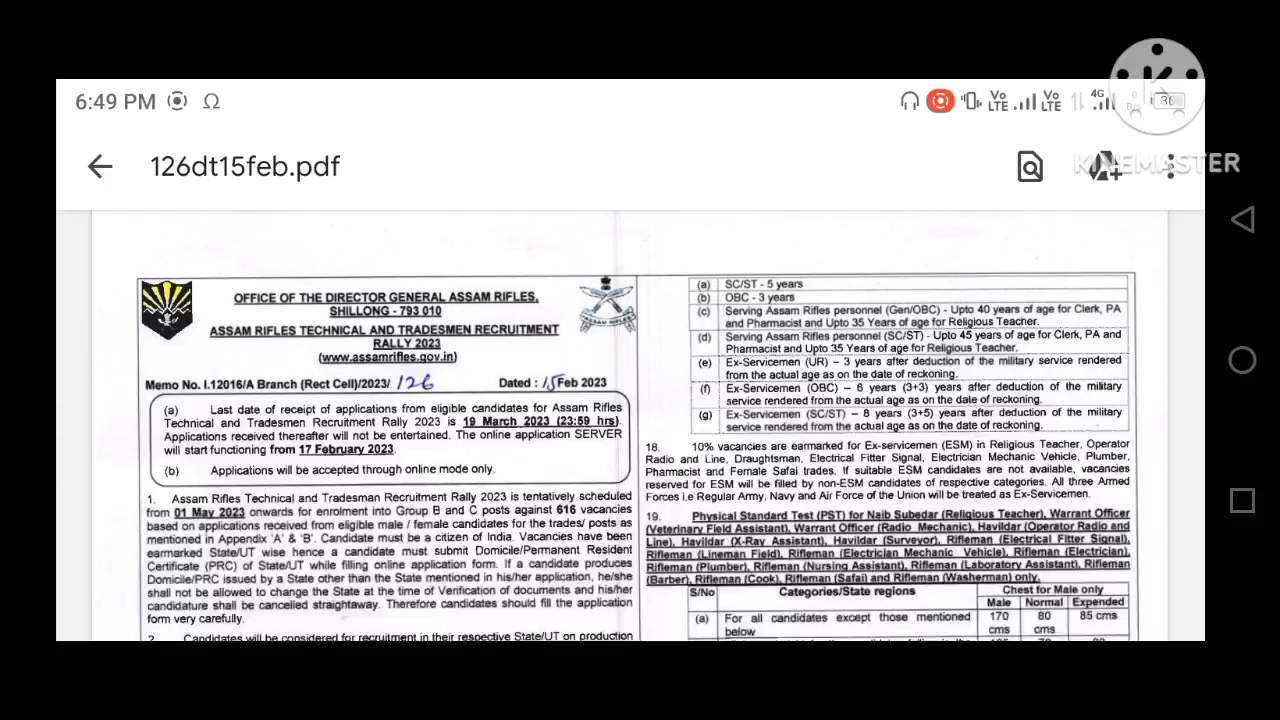 6:49 PM
Vo LTE Vo LTE 4G
KINEMASTER
126dt15feb.pdf
OFFICE OF THE DIRECTOR GENERAL ASSAM RIFLES,
SHILLONG - 793 010
ASSAM RIFLES TECHNICAL AND TRADESMEN RECRUITMENT
RALLY 2023
(www.assamrifles.gov.in)
Memo No. I.12016/A Branch (Rect Cell)/2023/ 126 Dated : 15 Feb 2023
(a) Last date of receipt of applications from eligible candidates for Assam Rifles
Technical and Tradesmen Recruitment Rally 2023 is 19 March 2023 (23:59 hrs).
Applications received thereafter will not be entertained. The online application SERVER
will start functioning from 17 February 2023.
(b) Applications will be accepted through online mode only.
1. Assam Rifles Technical and Tradesman Recruitment Rally 2023 is tentatively scheduled
from 01 May 2023 onwards for enrolment into Group B and C posts against 616 vacancies
based on applications received from eligible male / female candidates for the trades/ posts as
mentioned in Appendix 'A' & 'B'. Candidate must be a citizen of India. Vacancies have been
earmarked State/UT wise hence a candidate must submit Domicile/Permanent Resident
Certificate (PRC) of State/UT while filling online application form. If a candidate produces
Domicile/PRC issued by a State other than the State mentioned in his/her application, he/she
shall not be allowed to change the State at the time of Verification of documents and his/her
candidature shall be cancelled straightaway. Therefore candidates should fill the application
form very carefully.
2. Candidates will be considered for recruitment in their respective State/UT on production
(a) SC/ST - 5 years
(b) OBC - 3 years
(c) Serving Assam Rifles personnel (Gen/OBC) - Upto 40 years of age for Clerk, PA
and Pharmacist and Upto 35 Years of age for Religious Teacher.
(d) Serving Assam Rifles personnel (SC/ST) - Upto 45 years of age for Clerk, PA and
Pharmacist and Upto 35 Years of age for Religious Teacher.
(e) Ex-Servicemen (UR) - 3 years after deduction of the military service rendered
from the actual age as on the date of reckoning.
(f) Ex-Servicemen (OBC) – 6 years (3+3) years after deduction of the military
service rendered from the actual age as on the date of reckoning.
(g) Ex-Servicemen (SC/ST) - 8 years (3+5) years after deduction of the military
service rendered from the actual age as on the date of reckoning.
18. 10% vacancies are earmarked for Ex-servicemen (ESM) in Religious Teacher, Operator
Radio and Line, Draughtsman, Electrical Fitter Signal, Electrician Mechanic Vehicle, Plumber,
Pharmacist and Female Safai trades. If suitable ESM candidates are not available, vacancies
reserved for ESM will be filled by non-ESM candidates of respective categories. All three Armed
Forces i.e Regular Army, Navy and Air Force of the Union will be treated as Ex-Servicemen.
19. Physical Standard Test (PST) for Naib Subedar (Religious Teacher), Warrant Officer
(Veterinary Field Assistant), Warrant Officer (Radio Mechanic), Havildar (Operator Radio and
Line), Havildar (X-Ray Assistant), Havildar (Surveyor), Rifleman (Electrical Fitter Signal),
Rifleman (Lineman Field), Rifleman (Electrician Mechanic Vehicle), Rifleman (Electrician),
Rifleman (Plumber), Rifleman (Nursing Assistant), Rifleman (Laboratory Assistant), Rifleman
(Barber), Rifleman (Cook), Rifleman (Safai) and Rifleman (Washerman) only.
S/No Categories/State regions Chest for Male only
Male Normal Expended
(a) For all candidates except those mentioned below 170 cms 80 cms 85 cms